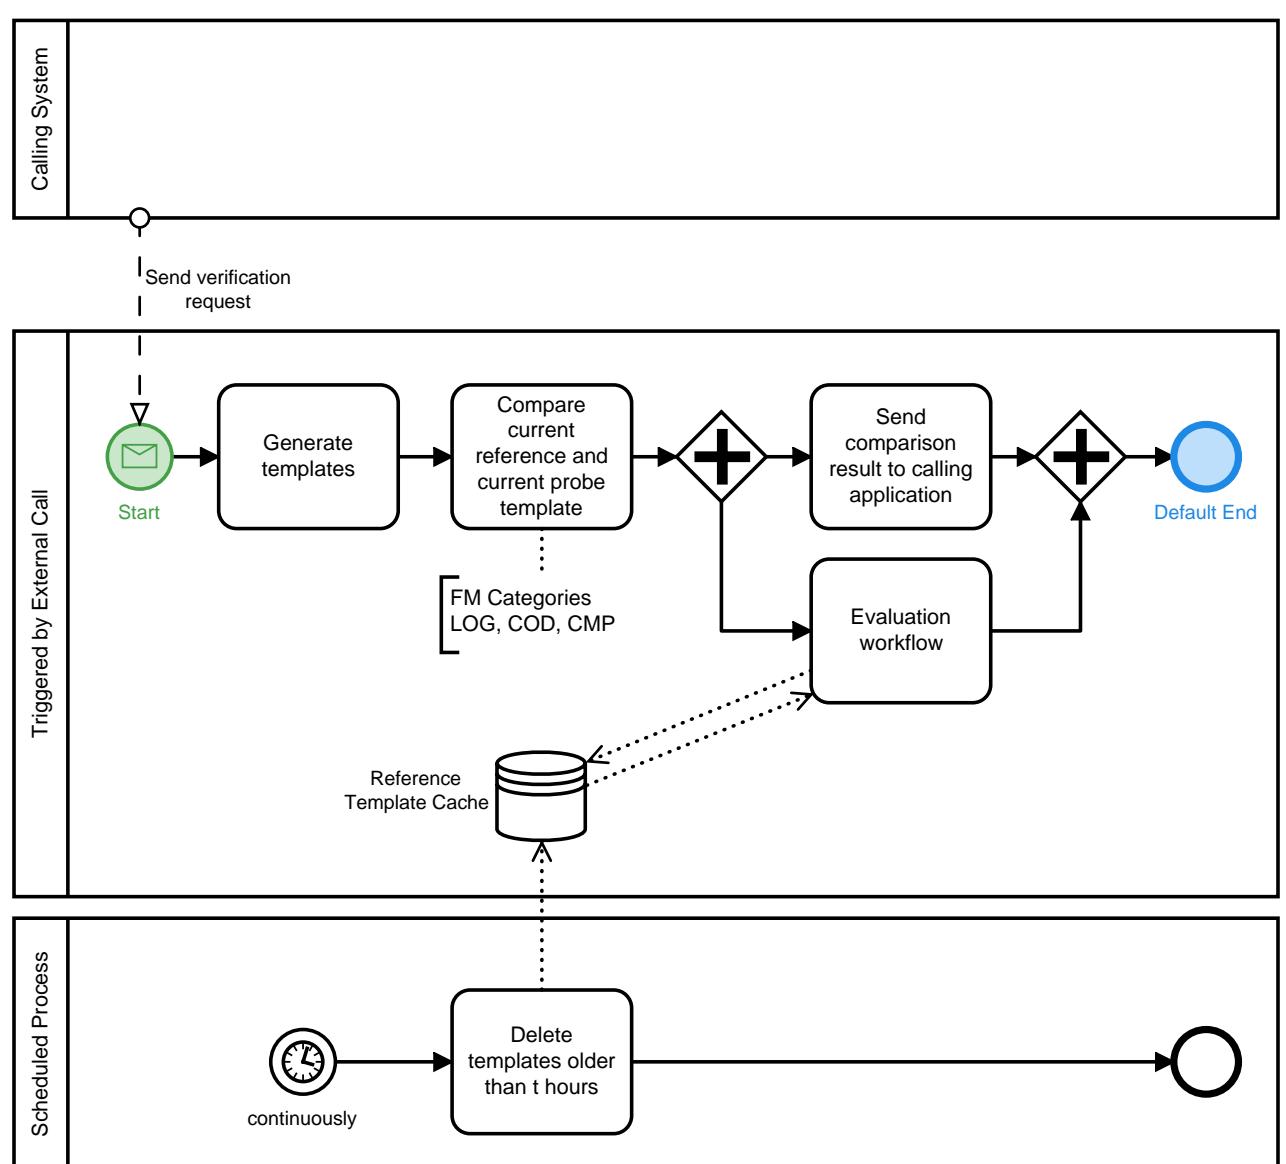 Calling System
Send verification
request
Triggered by External Call
Start
Generate
templates
Compare
current
reference and
current probe
template
Send
comparison
result to calling
application
Default End
FM Categories
LOG, COD, CMP
Evaluation
workflow
Reference
Template Cache
Scheduled Process
continuously
Delete
templates older
than t hours